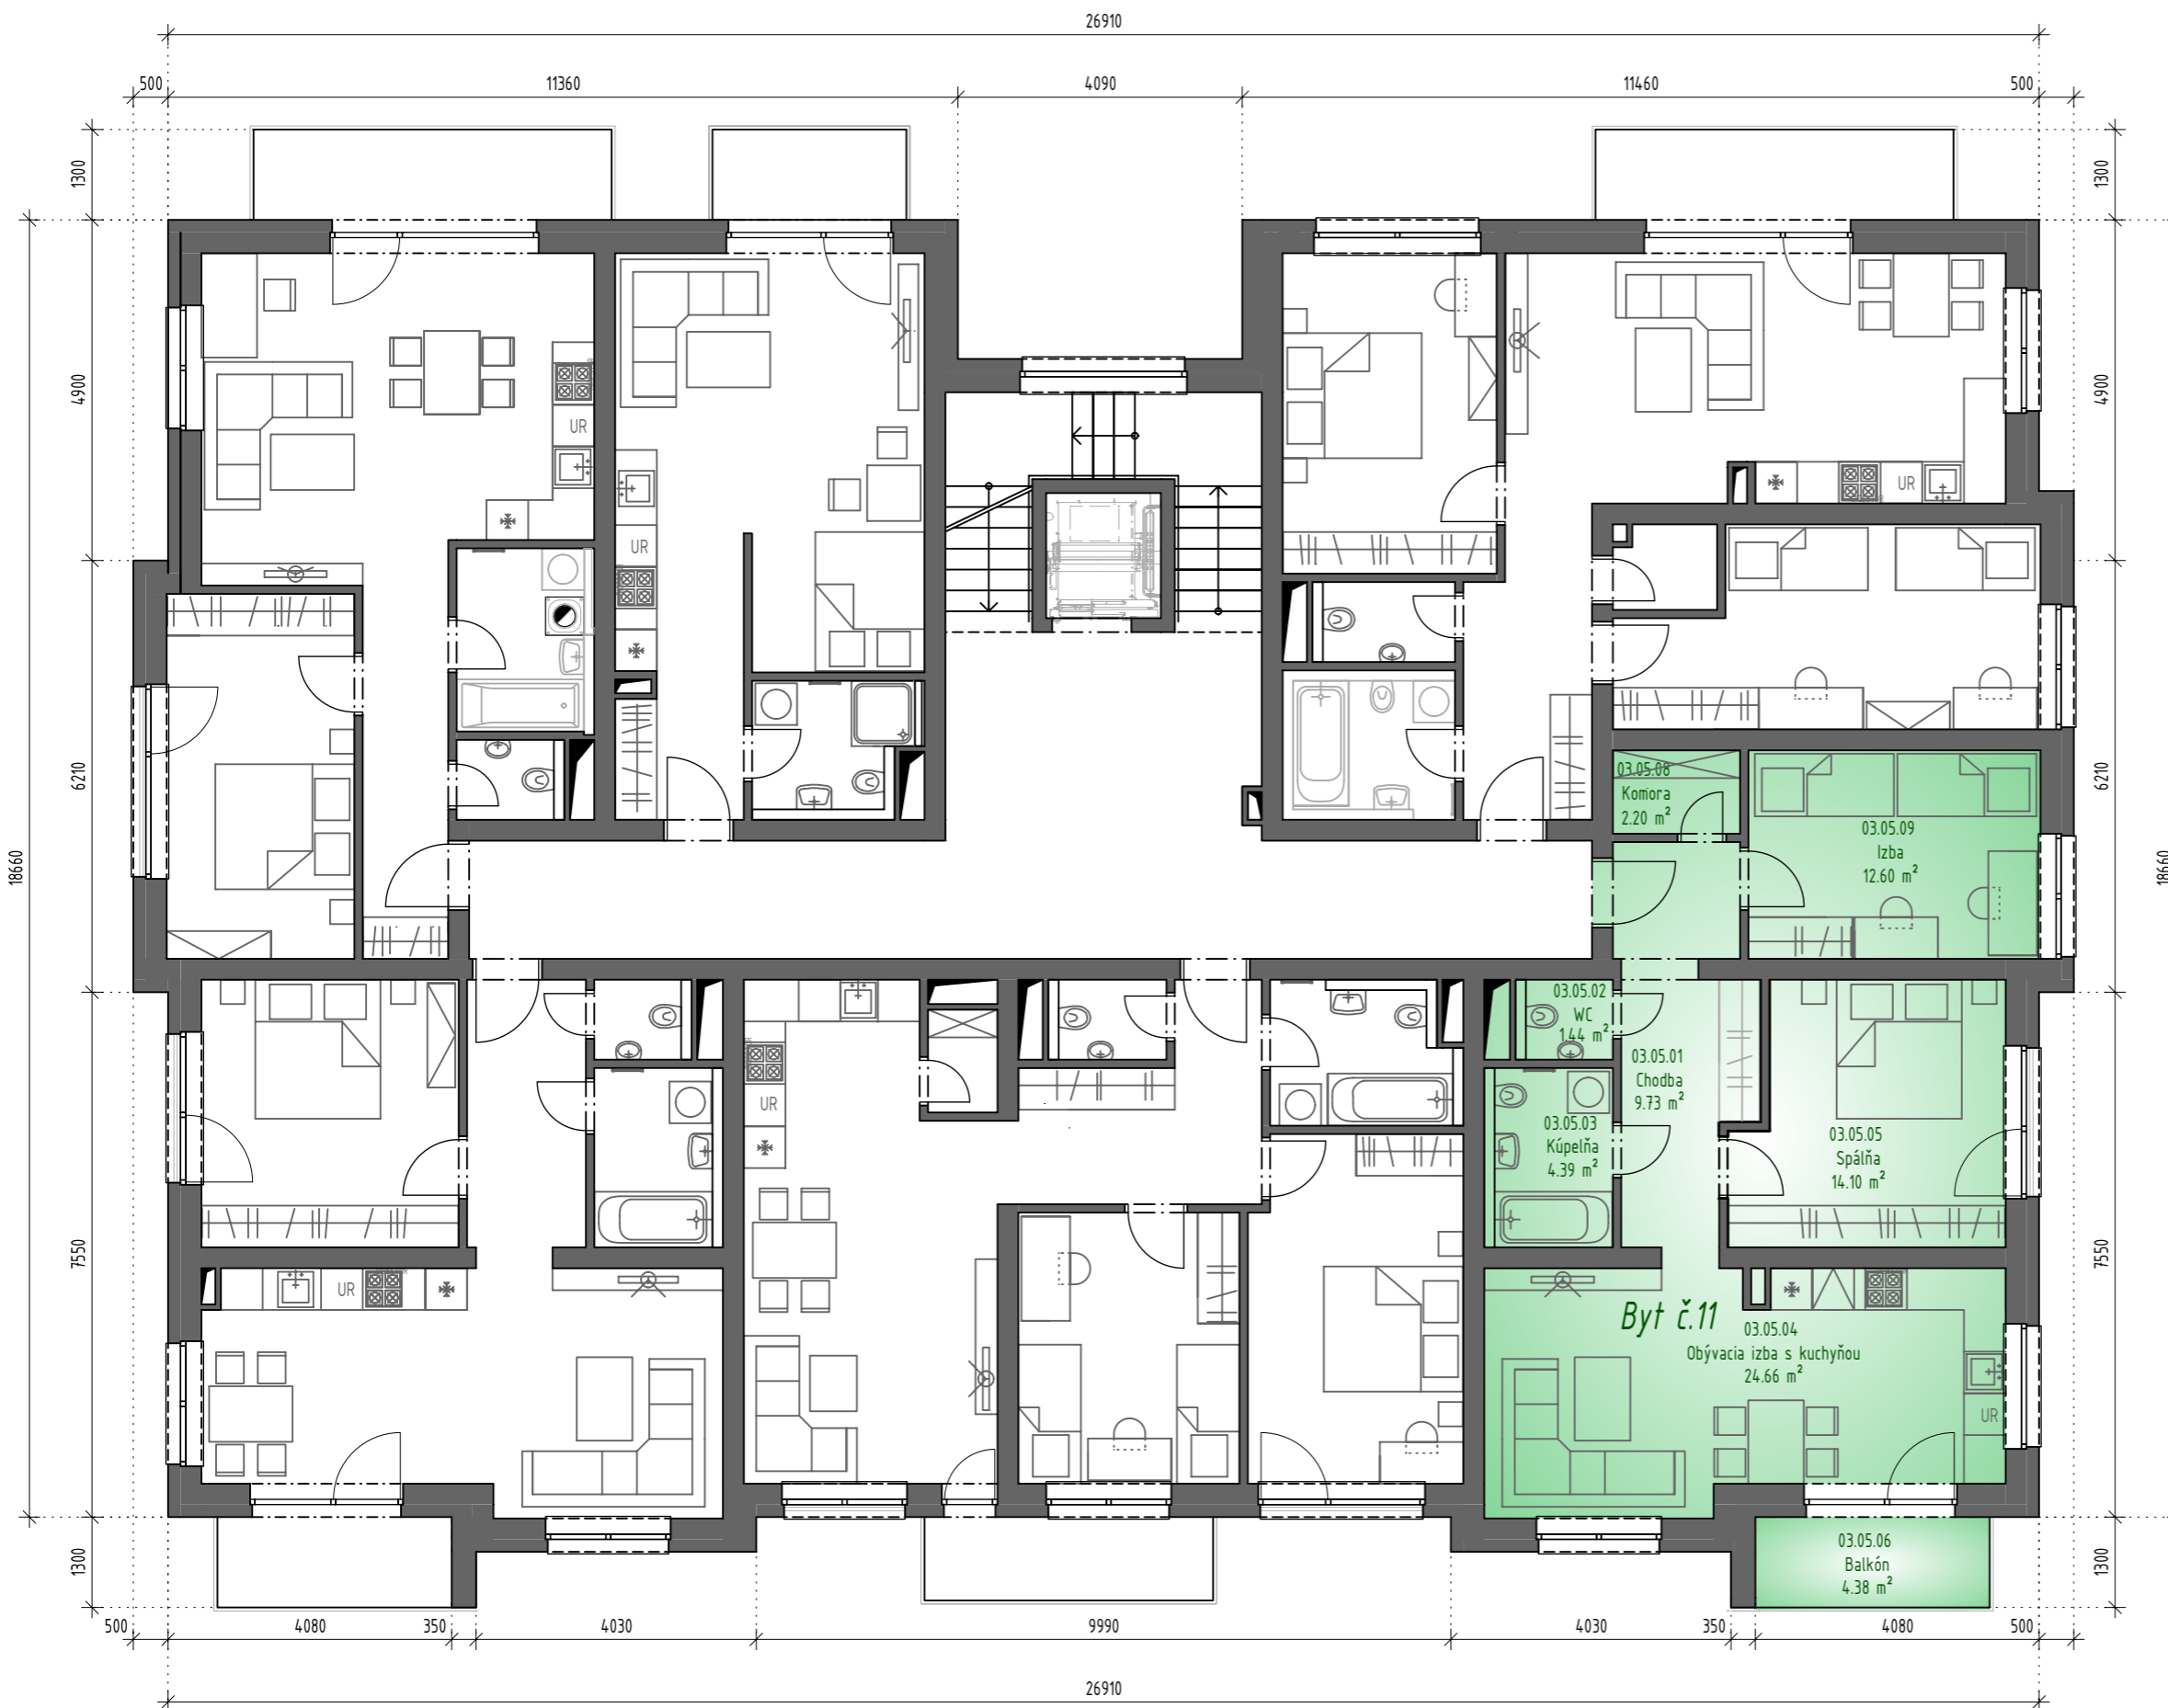 26910
500
11360
4090
11460
500
1300
1300
4900
4900
UR
UR
UR
6210
6210
18660
18660
03.05.08
Komora
2.20 m²
03.05.09
Izba
12.60 m²
03.05.02
WC
1.44 m²
03.05.01
Chodba
9.73 m²
UR
03.05.03
Kúpelňa
4.39 m²
03.05.05
Spálňa
14.10 m²
7550
7550
UR
Byt č.11
03.05.04
Obývacia izba s kuchyňou
24.66 m²
UR
03.05.06
Balkón
4.38 m²
1300
1300
500
4080
350
4030
9990
4030
350
4080
500
26910